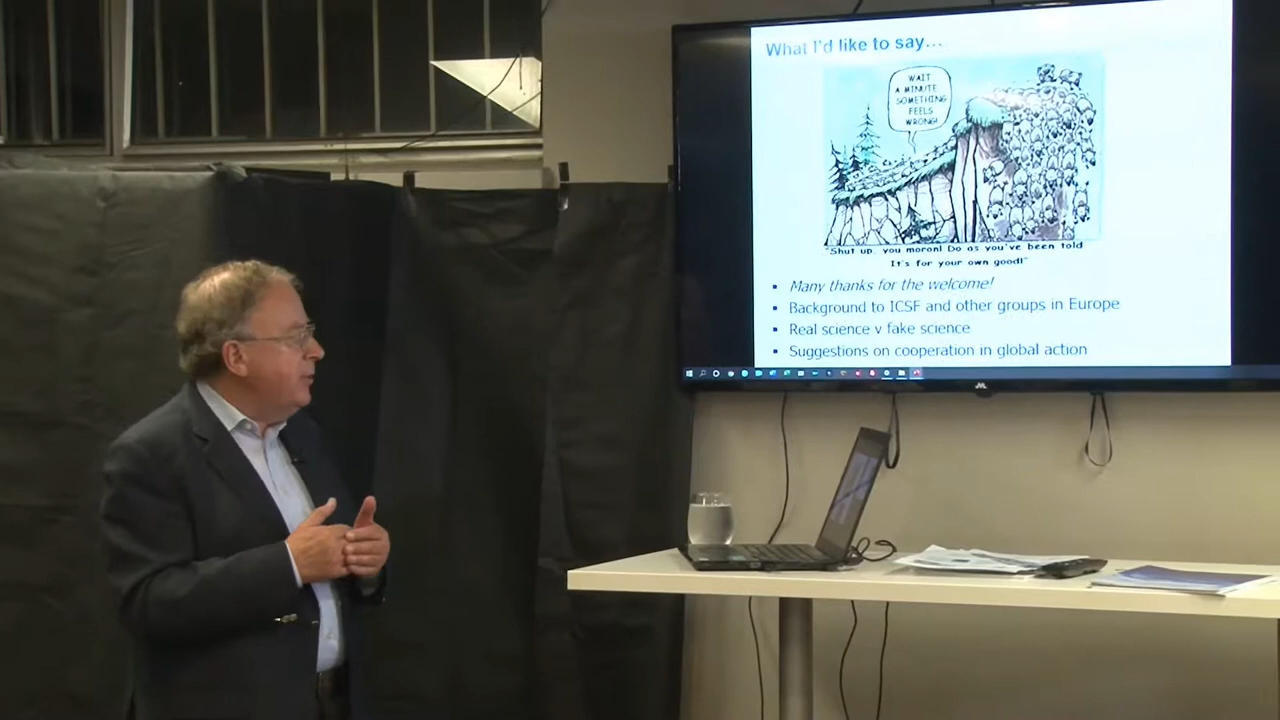 What I'd like to say...
WAIT
A MINUTE
SOMETHING
FEELS
WRONG!
"Shut up, you moron! Do as you've been told
It's for your own good!"
Many thanks for the welcome!
Background to ICSF and other groups in Europe
Real science v fake science
Suggestions on cooperation in global action